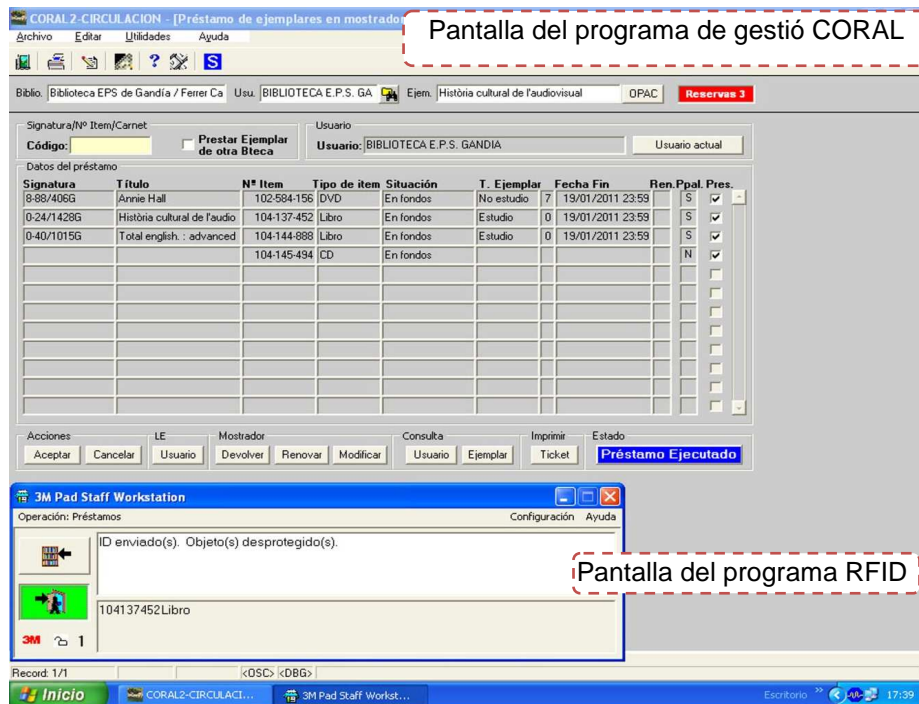 CORAL2-CIRCULACION - [Préstamo de ejemplares en mostrador
Pantalla del programa de gestió CORAL
Archivo Editar Utilidades Ayuda
? S
Biblio. Biblioteca EPS de Gandía / Ferrer Ca Usu. BIBLIOTECA E.P.S. GA Ejem. Història cultural de l'audiovisual OPAC Reservas 3
Signatura/Nº Item/Carnet Usuario
Código: Prestar Ejemplar de otra Bteca Usuario: BIBLIOTECA E.P.S. GANDIA Usuario actual
Datos del préstamo
Signatura Título Nº Item Tipo de item Situación T. Ejemplar Fecha Fin Ren. Ppal. Pres.
8-88/406G Annie Hall 102-584-156 DVD En fondos No estudio 7 19/01/2011 23:59 S
0-24/1428G Història cultural de l'audio 104-137-452 Libro En fondos Estudio 0 19/01/2011 23:59 S
0-40/1015G Total english. : advanced 104-144-888 Libro En fondos Estudio 0 19/01/2011 23:59 S
104-145-494 CD En fondos N
Acciones LE Mostrador Consulta Imprimir Estado
Aceptar Cancelar Usuario Devolver Renovar Modificar Usuario Ejemplar Ticket Préstamo Ejecutado
3M Pad Staff Workstation
Operación: Préstamos Configuración Ayuda
ID enviado(s). Objeto(s) desprotegido(s).
Pantalla del programa RFID
104137452Libro
3M 1
Record: 1/1 <OSC> <DBG>
Inicio CORAL2-CIRCULACI... 3M Pad Staff Workst... Escritorio » 17:39